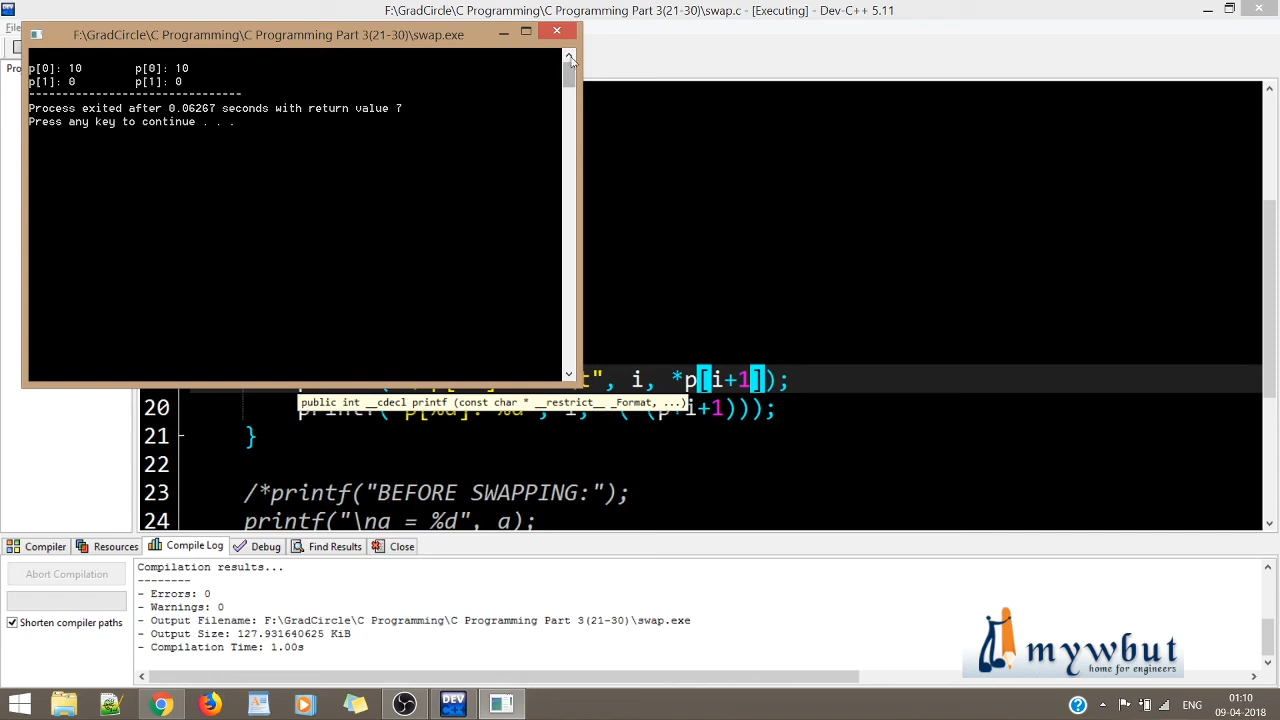 F:\GradCircle\C Programming\C Programming Part 3(21-30)\swap.c - [Executing] - Dev-C++ 5.11
F:\GradCircle\C Programming\C Programming Part 3(21-30)\swap.exe
p[0]: 10 p[0]: 10
p[1]: 0 p[1]: 0
--------------------------------
Process exited after 0.06267 seconds with return value 7
Press any key to continue . . .
", i, *p[i+1]);
public int __cdecl printf (const char * __restrict__ _Format, ...)
20 +i+1)));
21 }
22
23 /*printf("BEFORE SWAPPING:");
24 printf("\na = %d", a);
Compiler Resources Compile Log Debug Find Results Close
Abort Compilation
Shorten compiler paths
Compilation results...
--------
- Errors: 0
- Warnings: 0
- Output Filename: F:\GradCircle\C Programming\C Programming Part 3(21-30)\swap.exe
- Output Size: 127.931640625 KiB
- Compilation Time: 1.00s
mywbut
home for engineers
DEV
ENG
01:10
09-04-2018